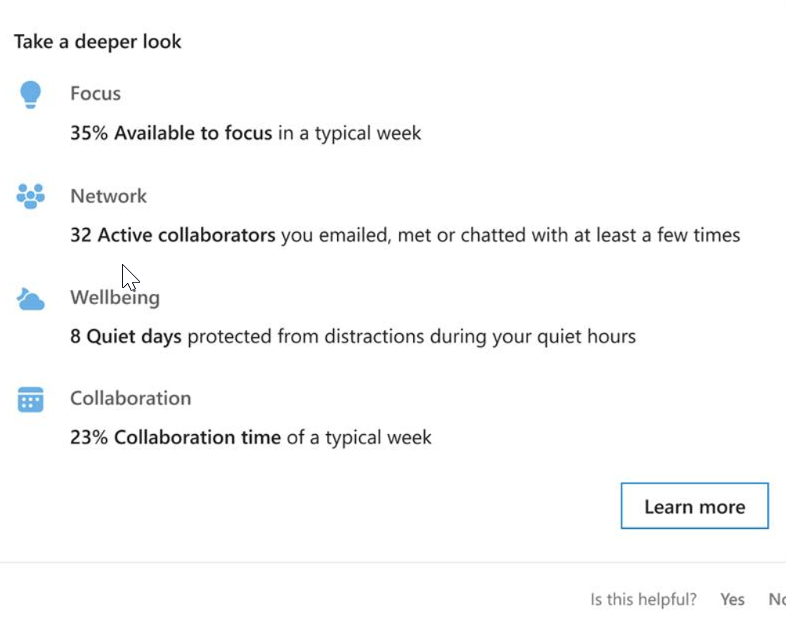 Take a deeper look
Focus
35% Available to focus in a typical week
Network
32 Active collaborators you emailed, met or chatted with at least a few times
Wellbeing
8 Quiet days protected from distractions during your quiet hours
Collaboration
23% Collaboration time of a typical week
Learn more
Is this helpful? Yes No